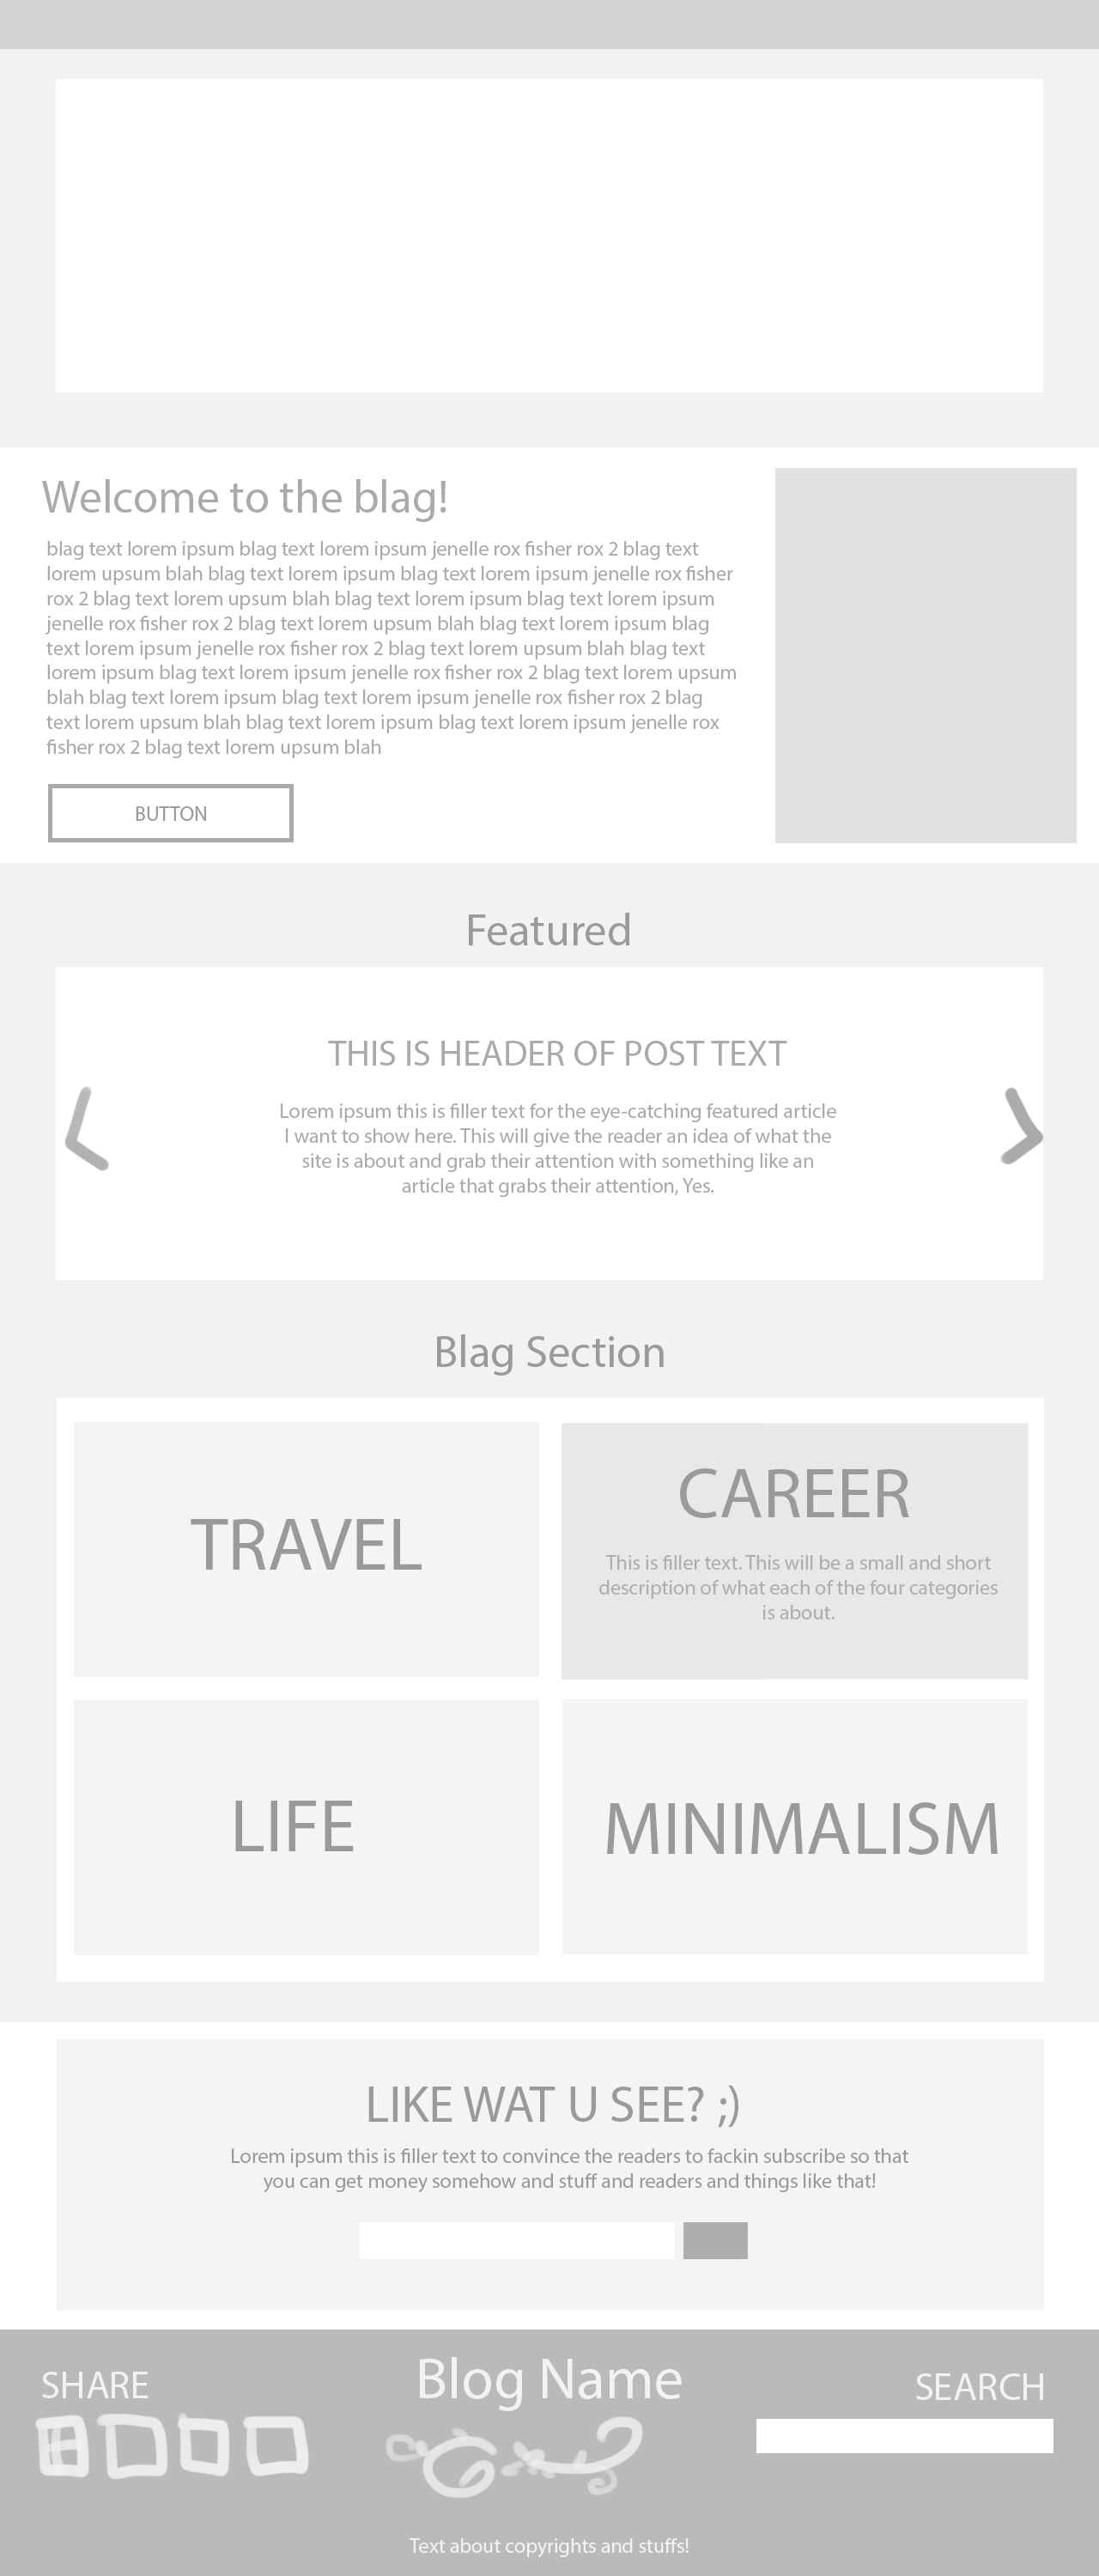 Welcome to the blag!
blag text lorem ipsum blag text lorem ipsum jenelle rox fisher rox 2 blag text
lorem upsum blah blag text lorem ipsum blag text lorem ipsum jenelle rox fisher
rox 2 blag text lorem upsum blah blag text lorem ipsum blag text lorem ipsum
jenelle rox fisher rox 2 blag text lorem upsum blah blag text lorem ipsum blag
text lorem ipsum jenelle rox fisher rox 2 blag text lorem upsum blah blag text
lorem ipsum blag text lorem ipsum jenelle rox fisher rox 2 blag text lorem upsum
blah blag text lorem ipsum blag text lorem ipsum jenelle rox fisher rox 2 blag
text lorem upsum blah blag text lorem ipsum blag text lorem ipsum jenelle rox
fisher rox 2 blag text lorem upsum blah
BUTTON
Featured
THIS IS HEADER OF POST TEXT
Lorem ipsum this is filler text for the eye-catching featured article
I want to show here. This will give the reader an idea of what the
site is about and grab their attention with something like an
article that grabs their attention, Yes.
Blag Section
TRAVEL
CAREER
This is filler text. This will be a small and short
description of what each of the four categories
is about.
LIFE
MINIMALISM
LIKE WAT U SEE? ;)
Lorem ipsum this is filler text to convince the readers to fackin subscribe so that
you can get money somehow and stuff and readers and things like that!
SHARE
Blog Name
SEARCH
Text about copyrights and stuffs!